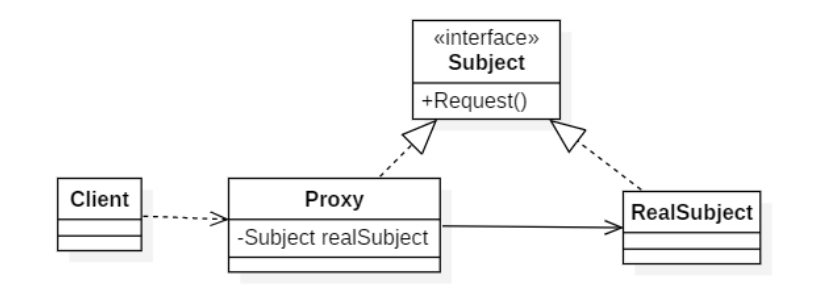 «interface»
Subject
+Request()
Client
Proxy
-Subject realSubject
RealSubject